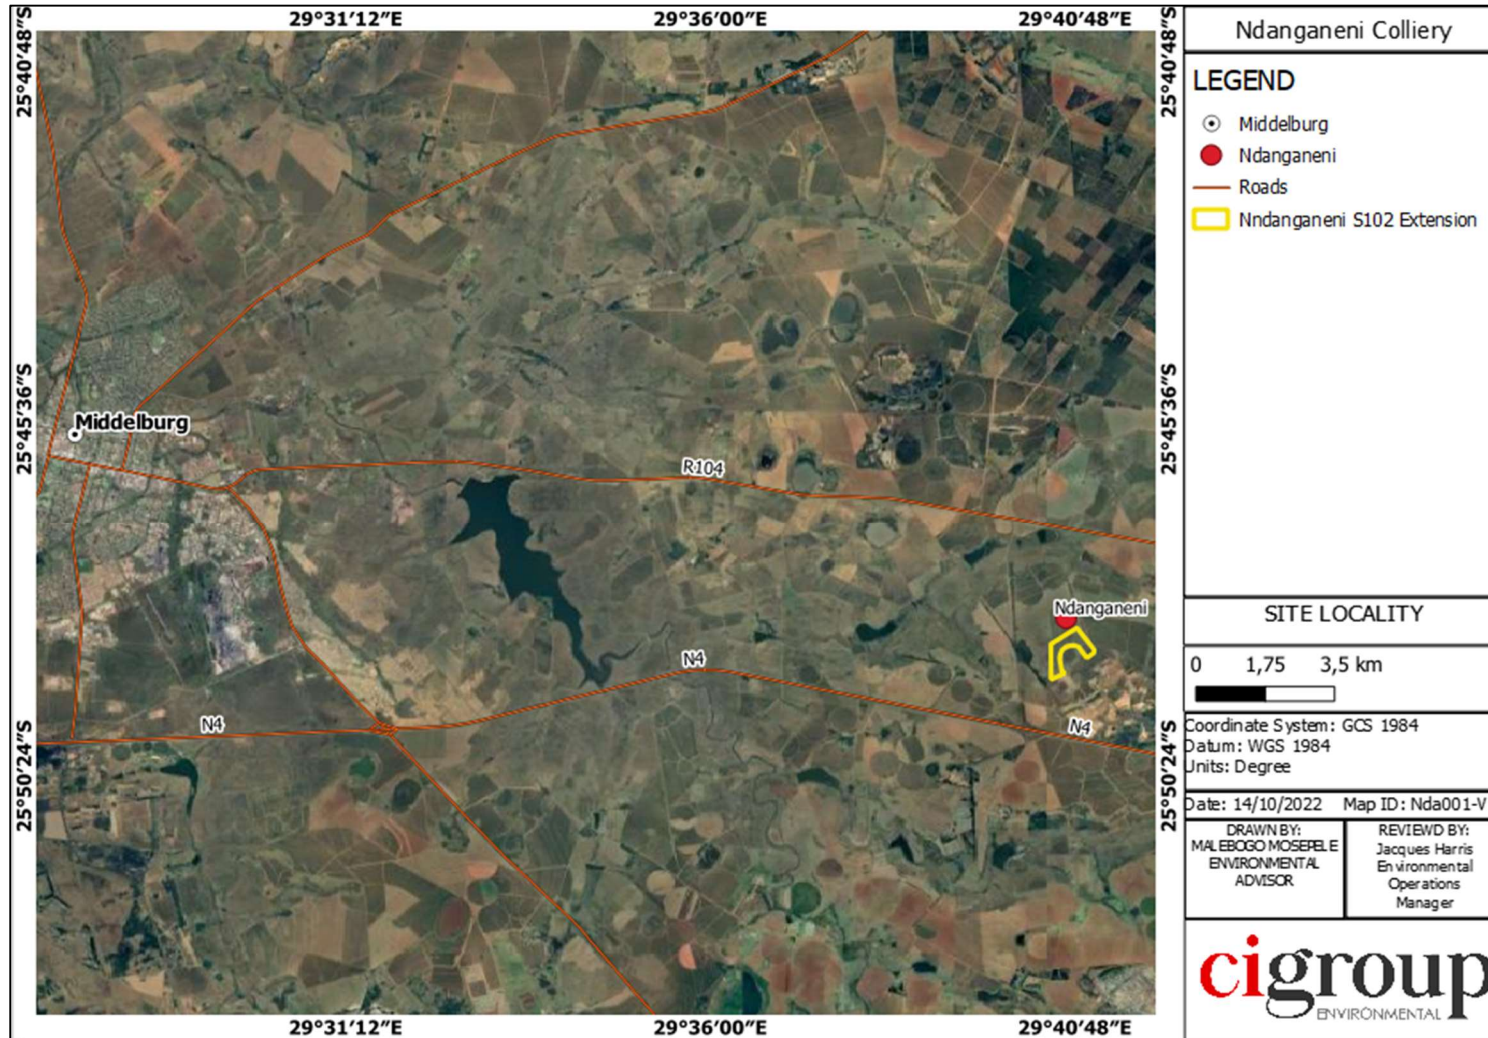 29°31′12″E
29°36′00″E
29°40′48″E
25°40′48″S
25°40′48″S
25°45′36″S
25°45′36″S
25°50′24″S
25°50′24″S
Middelburg
R104
Ndanganeni
N4
N4
N4
29°31′12″E
29°36′00″E
29°40′48″E
Ndanganeni Colliery
LEGEND
Middelburg
Ndanganeni
Roads
Nndanganeni S102 Extension
SITE LOCALITY
0 1,75 3,5 km
Coordinate System: GCS 1984
Datum: WGS 1984
Units: Degree
Date: 14/10/2022 Map ID: Nda001-V
DRAWN BY:
MALEBOGO MOSEPELE
ENVIRONMENTAL
ADVISOR
REVIEWD BY:
Jacques Harris
Environmental
Operations
Manager
cigroup
ENVIRONMENTAL